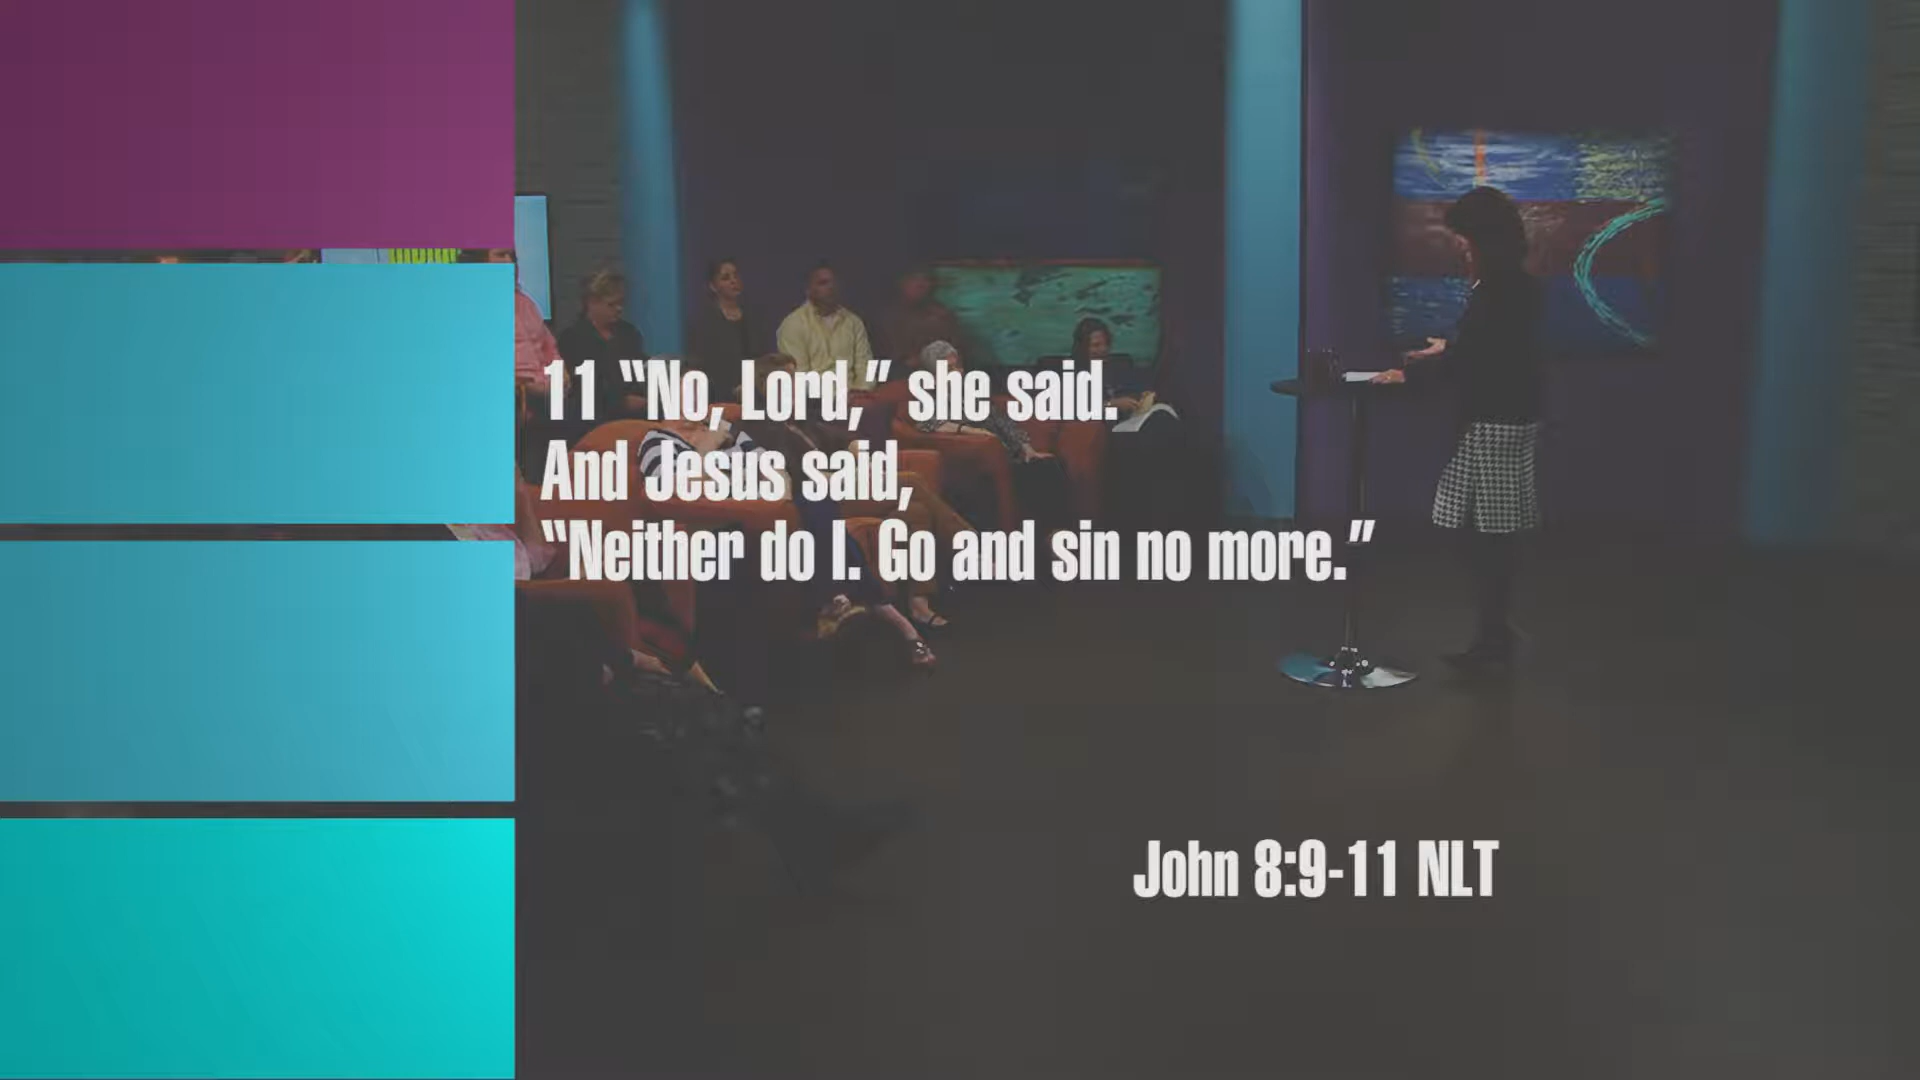 11 “No, Lord,” she said.
And Jesus said,
“Neither do I. Go and sin no more.”
John 8:9-11 NLT